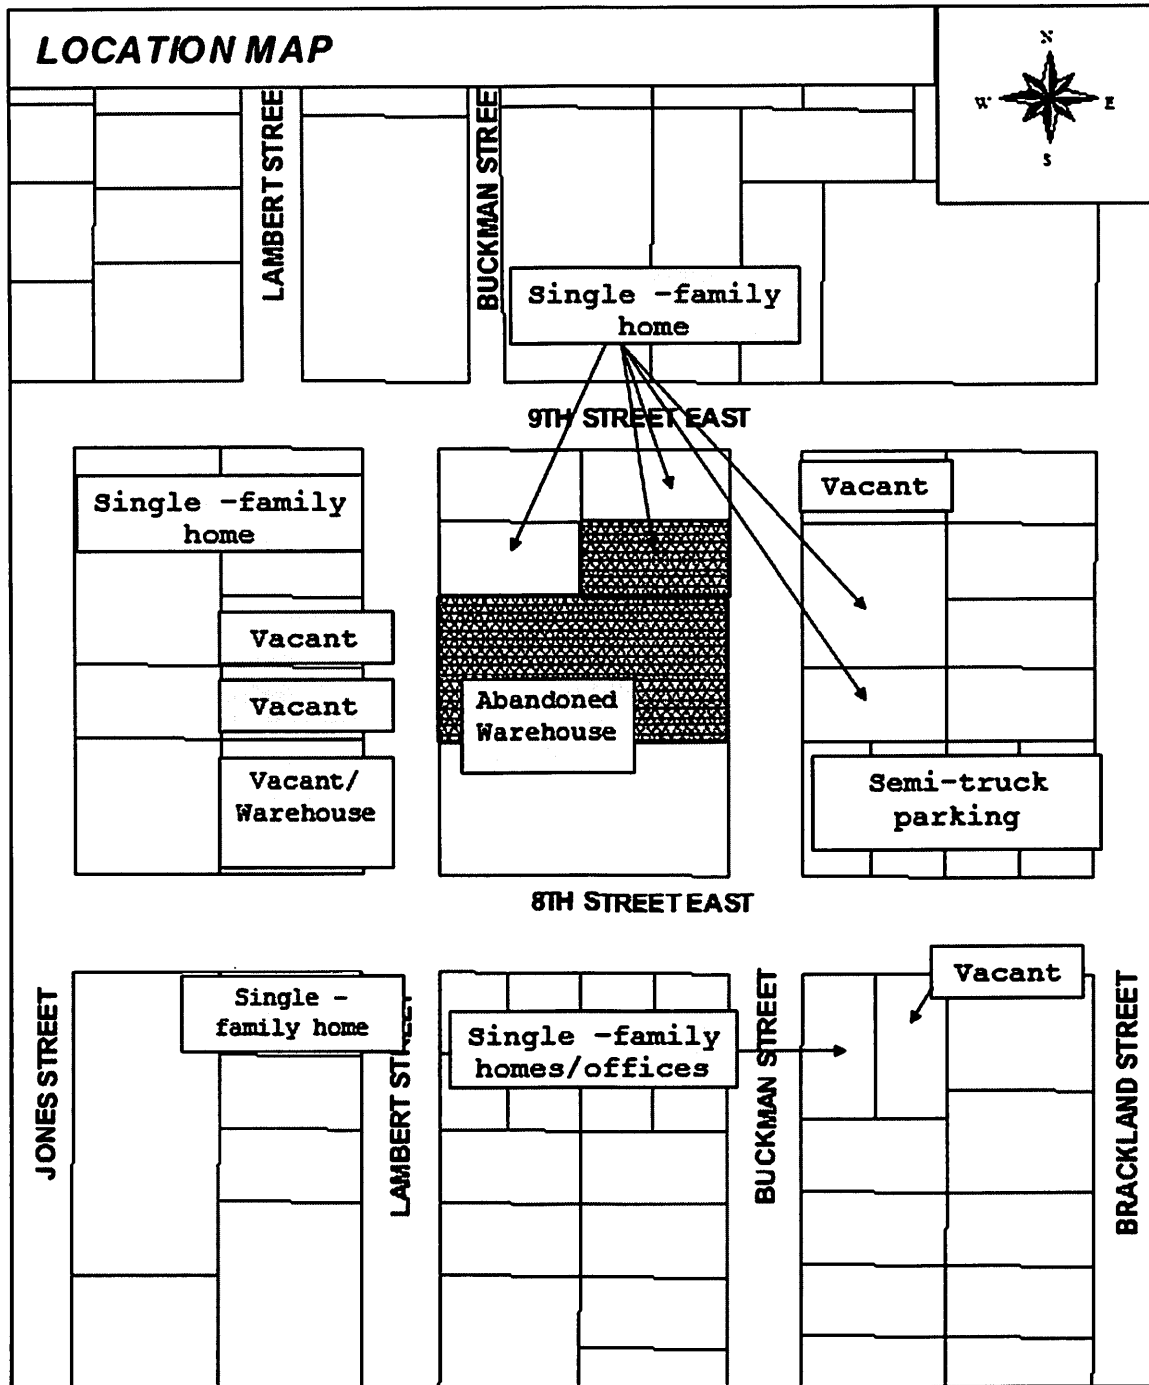 LOCATION MAP
N
W E
S
LAMBERT STREE
BUCKMAN STREE
Single -family
home
9TH STREET EAST
Single -family
home
Vacant
Vacant
Vacant
Vacant/
Warehouse
Abandoned
Warehouse
Semi-truck
parking
8TH STREET EAST
JONES STREET
Single -
family home
LAMBERT STREET
Single -family
homes/offices
BUCKMAN STREET
Vacant
BRACKLAND STREET